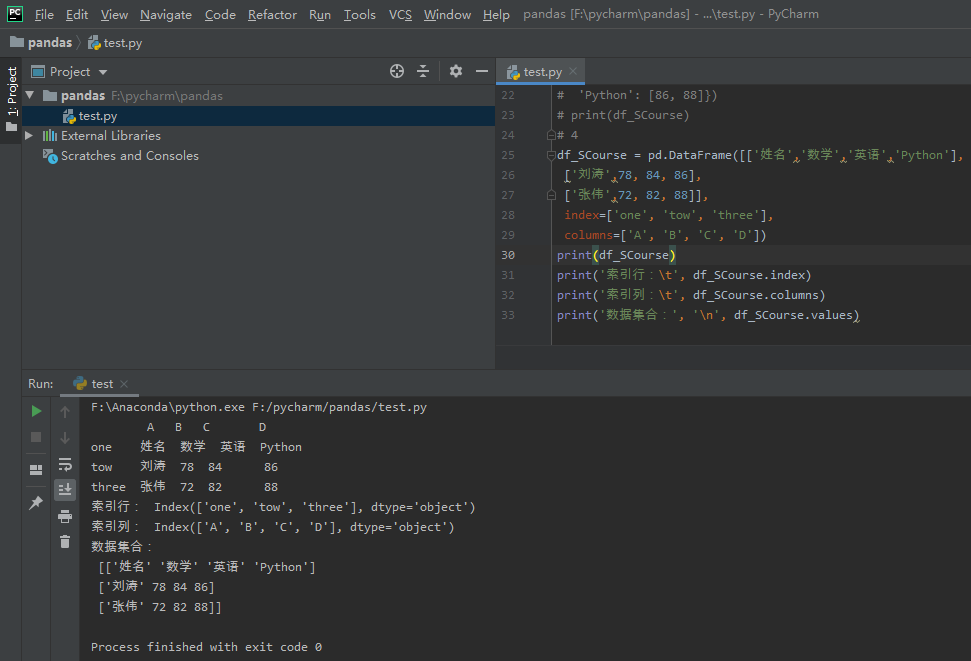 PC File Edit View Navigate Code Refactor Run Tools VCS Window Help pandas [F:\pycharm\pandas] - ...\test.py - PyCharm
pandas test.py
1: Project
Project
pandas F:\pycharm\pandas
test.py
External Libraries
Scratches and Consoles
test.py
22 #  'Python': [86, 88]})
23 # print(df_SCourse)
24 # 4
25 df_SCourse = pd.DataFrame([['姓名','数学','英语','Python'],
26 ['刘涛',78, 84, 86],
27 ['张伟',72, 82, 88]],
28 index=['one', 'tow', 'three'],
29 columns=['A', 'B', 'C', 'D'])
30 print(df_SCourse)
31 print('索引行：\t', df_SCourse.index)
32 print('索引列：\t', df_SCourse.columns)
33 print('数据集合：', '\n', df_SCourse.values)
Run: test
F:\Anaconda\python.exe F:/pycharm/pandas/test.py
A B C D
one 姓名 数学 英语 Python
tow 刘涛 78 84 86
three 张伟 72 82 88
索引行： Index(['one', 'tow', 'three'], dtype='object')
索引列： Index(['A', 'B', 'C', 'D'], dtype='object')
数据集合：
[['姓名' '数学' '英语' 'Python']
['刘涛' 78 84 86]
['张伟' 72 82 88]]
Process finished with exit code 0